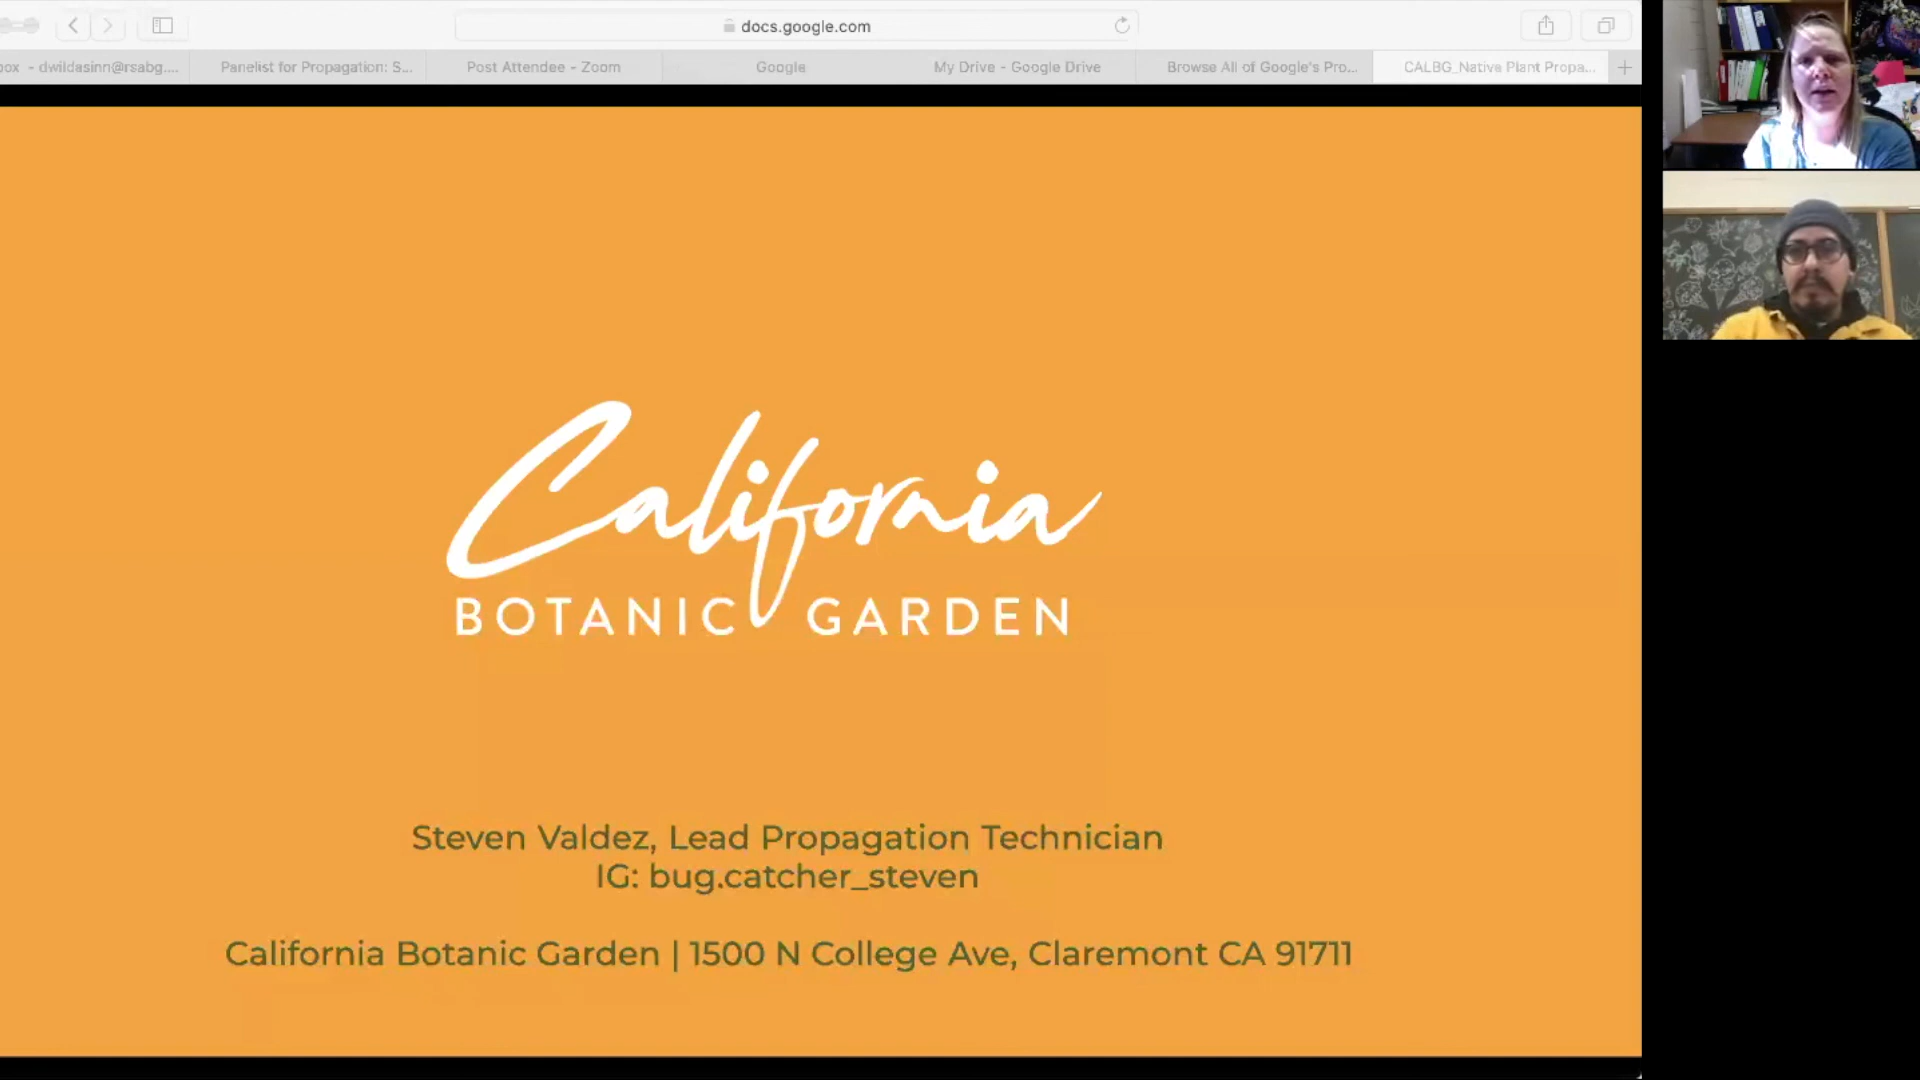 docs.google.com
box - dwildasinn@rsabg....
Panelist for Propagation: S...
Post Attendee - Zoom
Google
My Drive - Google Drive
Browse All of Google's Pro...
CALBG_Native Plant Propa...
California
BOTANIC GARDEN
Steven Valdez, Lead Propagation Technician
IG: bug.catcher_steven
California Botanic Garden | 1500 N College Ave, Claremont CA 91711